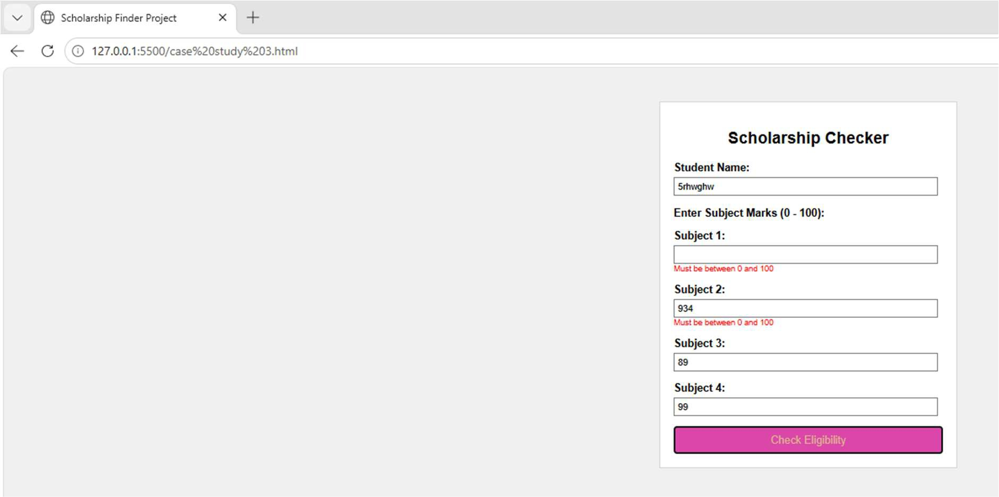 Scholarship Finder Project
127.0.0.1:5500/case%20study%203.html
Scholarship Checker
Student Name:
5rhwghw
Enter Subject Marks (0 - 100):
Subject 1:
Must be between 0 and 100
Subject 2:
934
Must be between 0 and 100
Subject 3:
89
Subject 4:
99
Check Eligibility